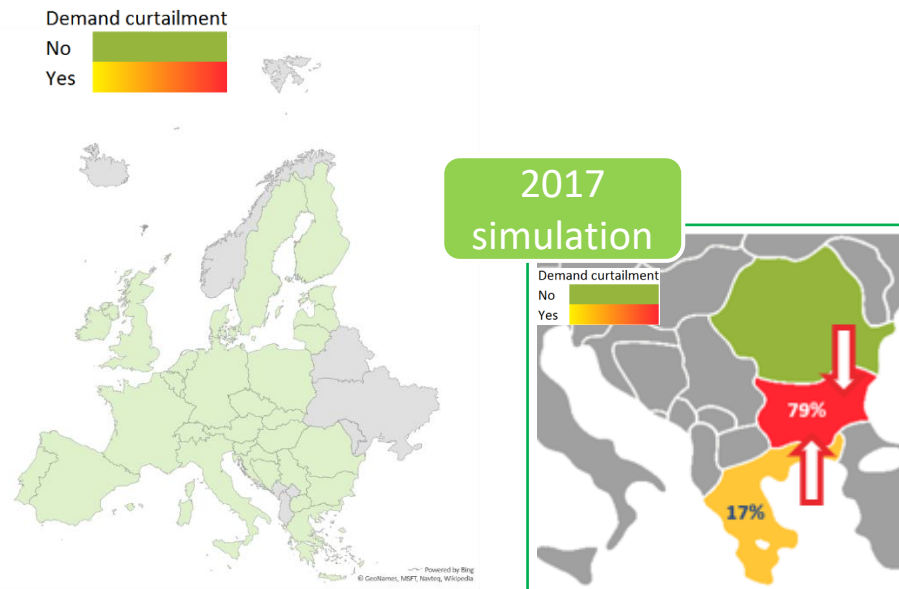 Demand curtailment
No
Yes
2017
simulation
Demand curtailment
No
Yes
79%
17%
Powered by Bing
© GeoNames, MSFT, Navteq, Wikipedia